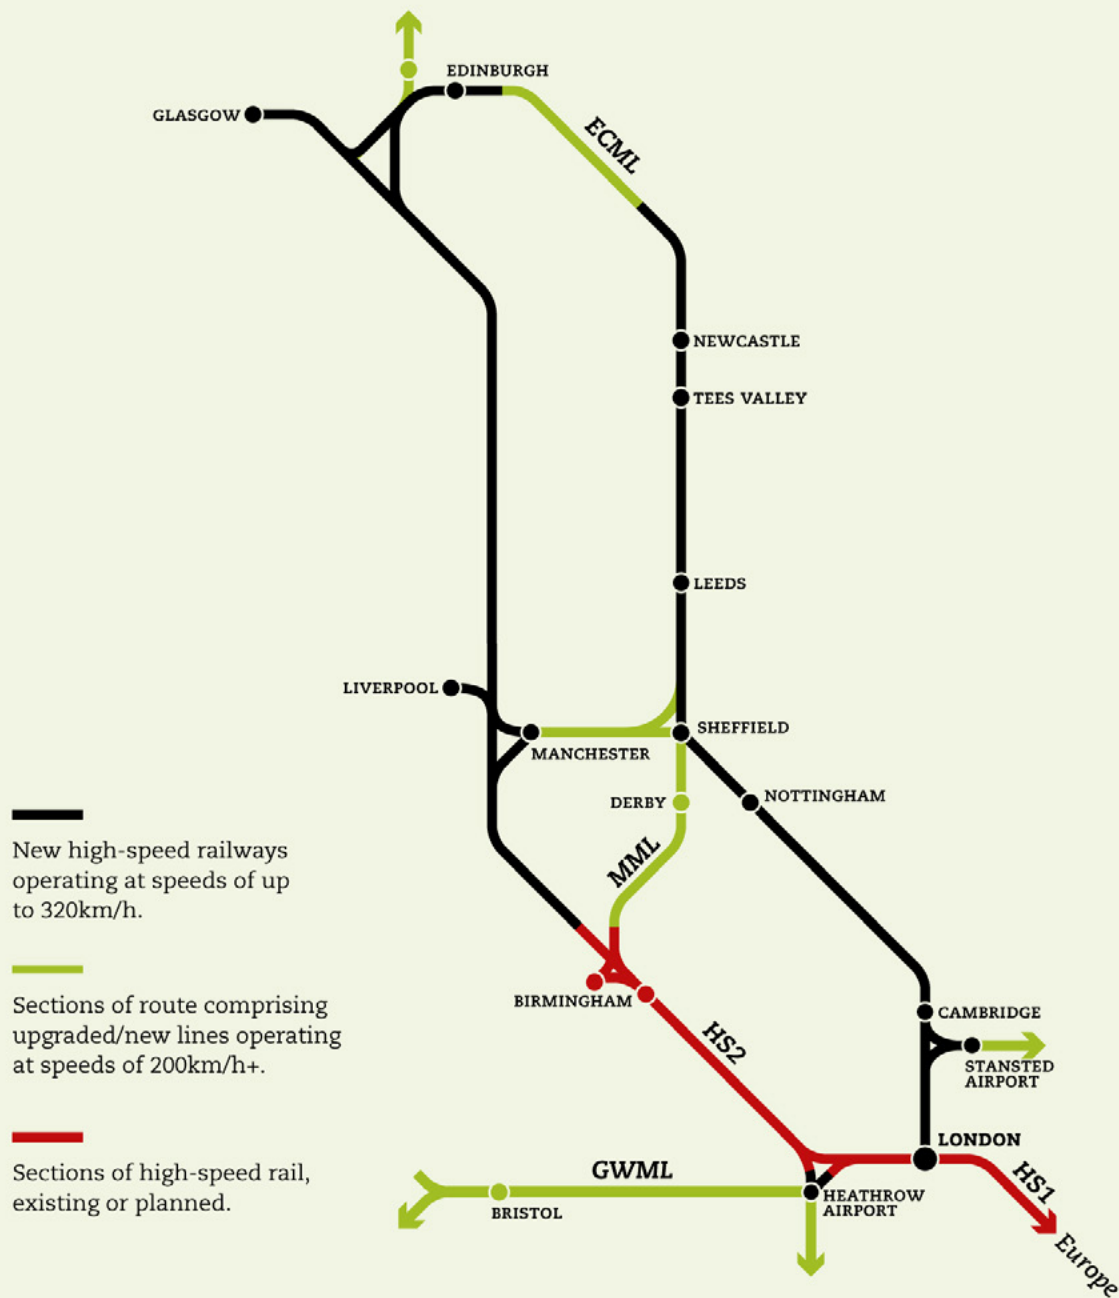 EDINBURGH
GLASGOW
ECML
NEWCASTLE
TEES VALLEY
LEEDS
LIVERPOOL
SHEFFIELD
MANCHESTER
DERBY
NOTTINGHAM
MML
New high-speed railways
operating at speeds of up
to 320km/h.
Sections of route comprising
upgraded/new lines operating
at speeds of 200km/h+.
Sections of high-speed rail,
existing or planned.
BIRMINGHAM
HS2
CAMBRIDGE
STANSTED
AIRPORT
LONDON
HS1
Europe
GWML
BRISTOL
HEATHROW
AIRPORT